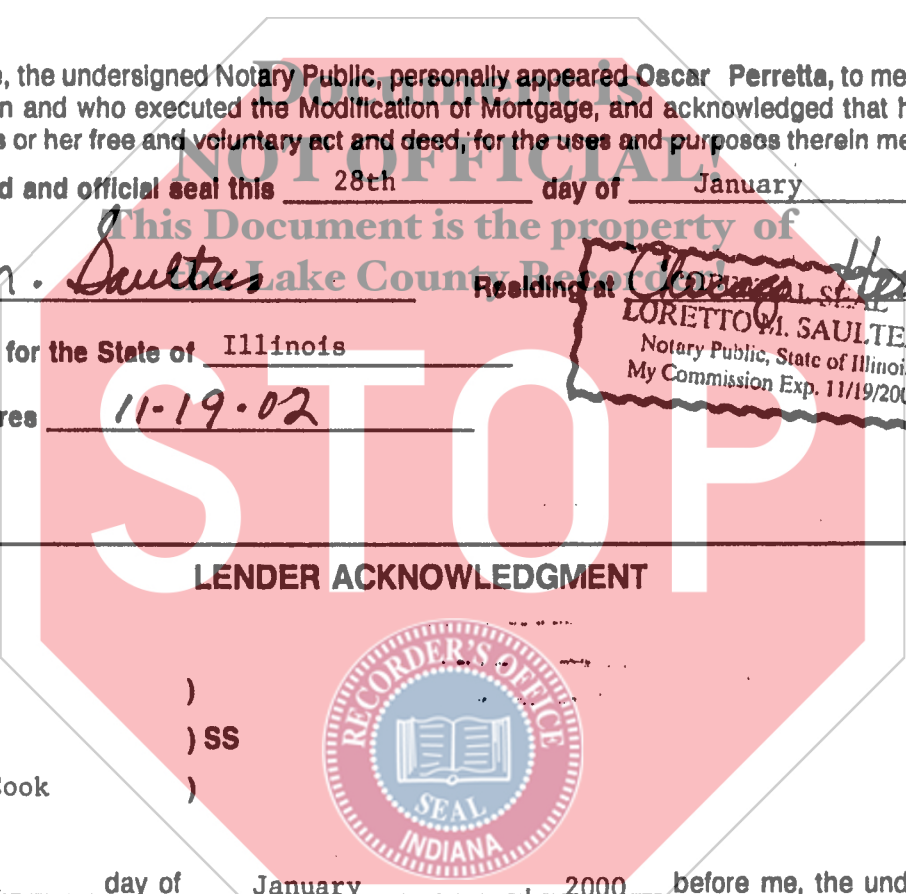 , the undersigned Notary Public, personally appeared Oscar Perretta, to me
n and who executed the Modification of Mortgage, and acknowledged that h
s or her free and voluntary act and deed, for the uses and purposes therein me
d and official seal this 28th day of January
Document is
NOT OFFICIAL!
This Document is the property of
the Lake County Recorder!
. Saulters Residing at Chicago
OFFICIAL SEAL
LORETTO M. SAULTE
Notary Public, State of Illinoi
My Commission Exp. 11/19/200
for the State of Illinois
res 11-19-02
STOP
LENDER ACKNOWLEDGMENT
)
) SS
Cook )
RECORDER'S OFFICE
SEAL
INDIANA
day of January 2000 before me, the und